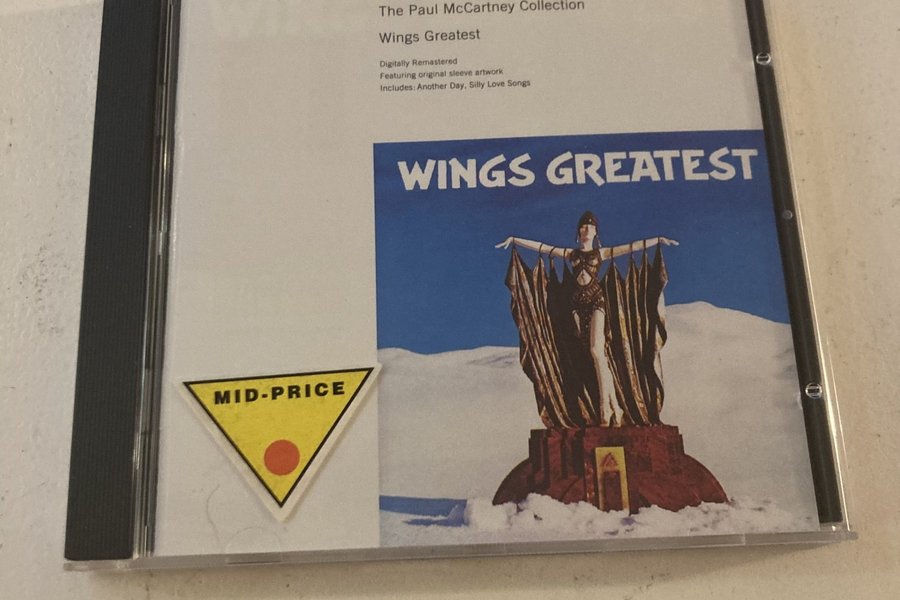 The Paul McCartney Collection
Wings Greatest
Digitally Remastered
Featuring original sleeve artwork
Includes: Another Day, Silly Love Songs
WINGS GREATEST
MID-PRICE